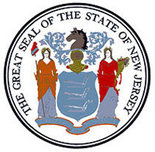 THE GREAT SEAL OF THE STATE OF NEW JERSEY